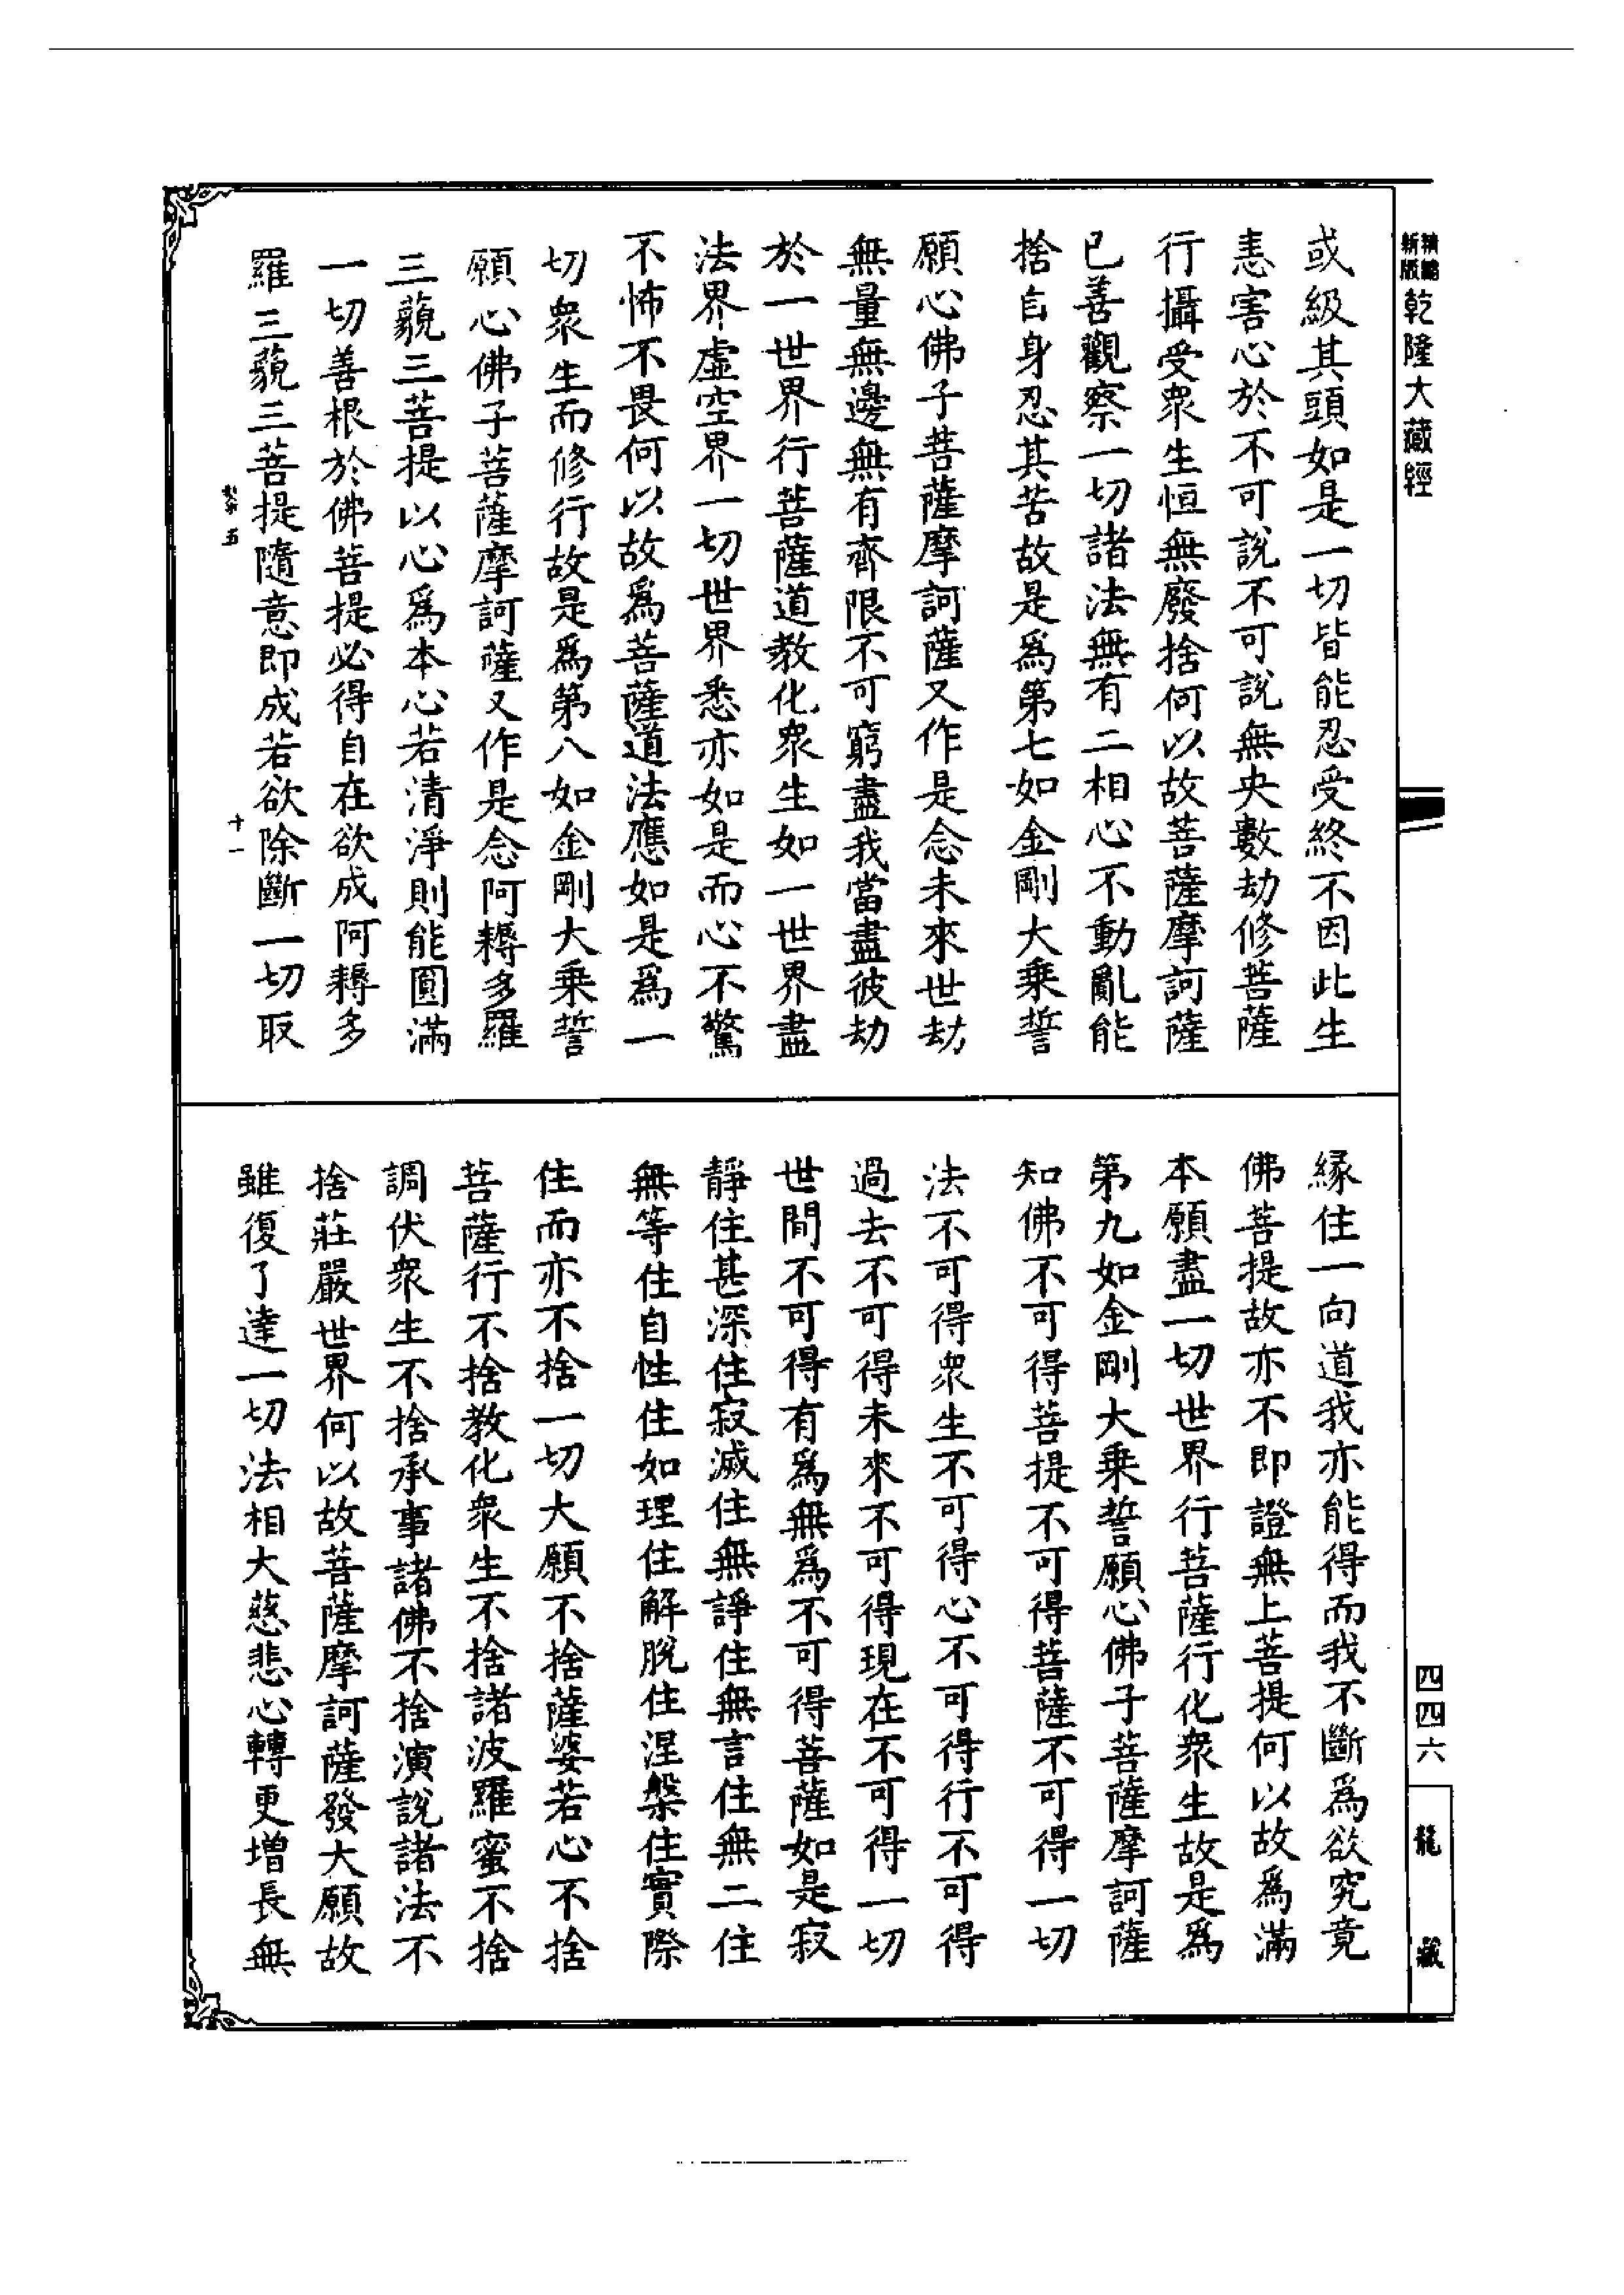 精編新版乾隆大藏經
或級其頭如是一切皆能忍受終不因此生
恚害心於不可說不可說無央數劫修菩薩
行攝受衆生恒無廢捨何以故菩薩摩訶薩
已善觀察一切諸法無有二相心不動亂能
捨自身忍其苦故是爲第七如金剛大乘誓
願心佛子菩薩摩訶薩又作是念未來世劫
無量無邊無有齊限不可窮盡我當盡彼劫
於一世界行菩薩道教化衆生如一世界盡
法界虛空界一切世界悉亦如是而心不驚
不怖不畏何以故爲菩薩道法應如是爲一
切衆生而修行故是爲第八如金剛大乘誓
願心佛子菩薩摩訶薩又作是念阿耨多羅
三藐三菩提以心爲本心若清淨則能圓滿
一切善根於佛菩提必得自在欲成阿耨多
羅三藐三菩提隨意即成若欲除斷一切取
五 十一
緣住一向道我亦能得而我不斷爲欲究竟
佛菩提故亦不即證無上菩提何以故爲滿
本願盡一切世界行菩薩行化衆生故是爲
第九如金剛大乘誓願心佛子菩薩摩訶薩
知佛不可得菩提不可得菩薩不可得一切
法不可得衆生不可得心不可得行不可得
過去不可得未來不可得現在不可得一切
世間不可得有爲無爲不可得菩薩如是寂
靜住甚深住寂滅住無諍住無言住無二住
無等住自性住如理住解脫住涅槃住實際
住而亦不捨一切大願不捨薩婆若心不捨
菩薩行不捨教化衆生不捨諸波羅蜜不捨
調伏衆生不捨承事諸佛不捨演說諸法不
捨莊嚴世界何以故菩薩摩訶薩發大願故
雖復了達一切法相大慈悲心轉更增長無
四四六
龍藏